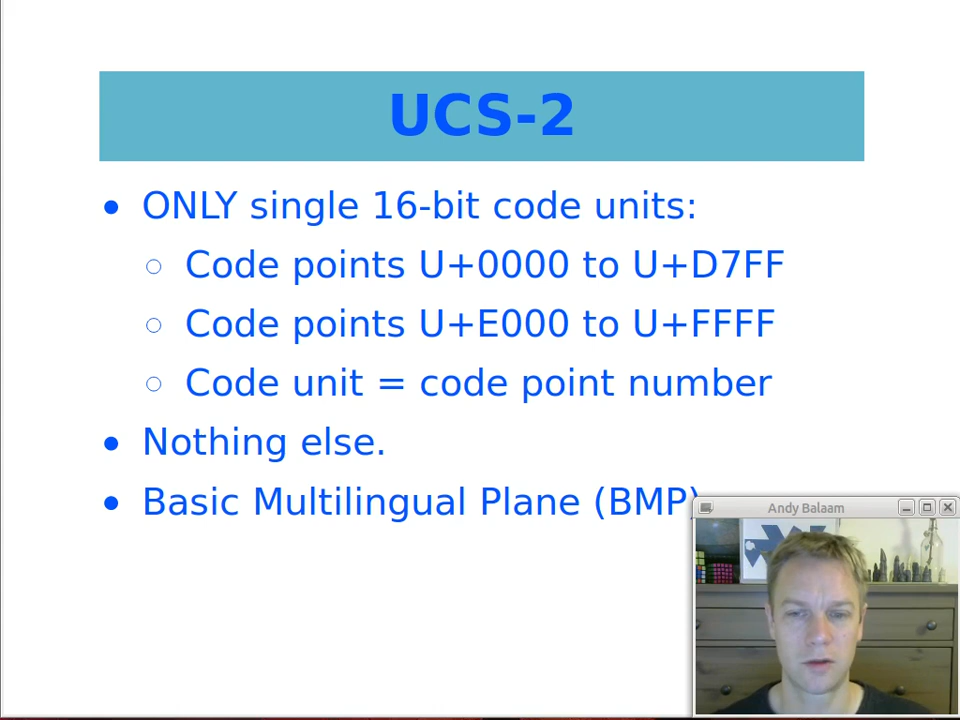 UCS-2
ONLY single 16-bit code units:
Code points U+0000 to U+D7FF
Code points U+E000 to U+FFFF
Code unit = code point number
Nothing else.
Basic Multilingual Plane (BMP)
Andy Balaam